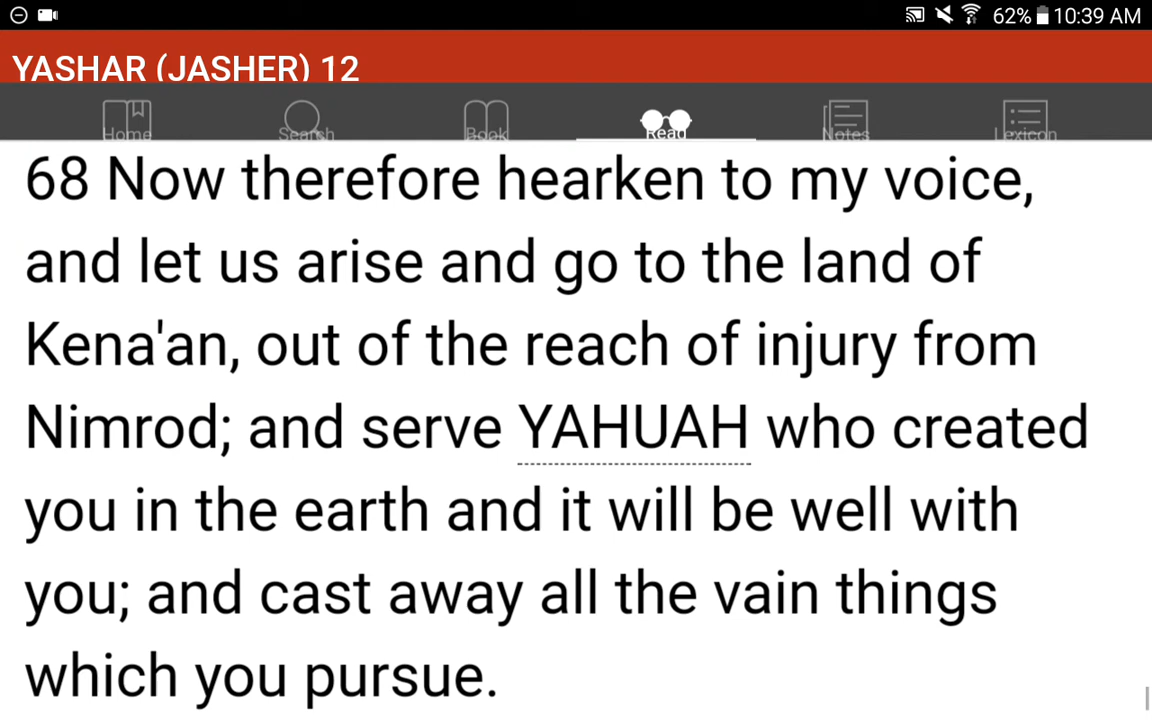 62% 10:39 AM
YASHAR (JASHER) 12
Home Search Book Read Notes Lexicon
68 Now therefore hearken to my voice,
and let us arise and go to the land of
Kena'an, out of the reach of injury from
Nimrod; and serve YAHUAH who created
you in the earth and it will be well with
you; and cast away all the vain things
which you pursue.